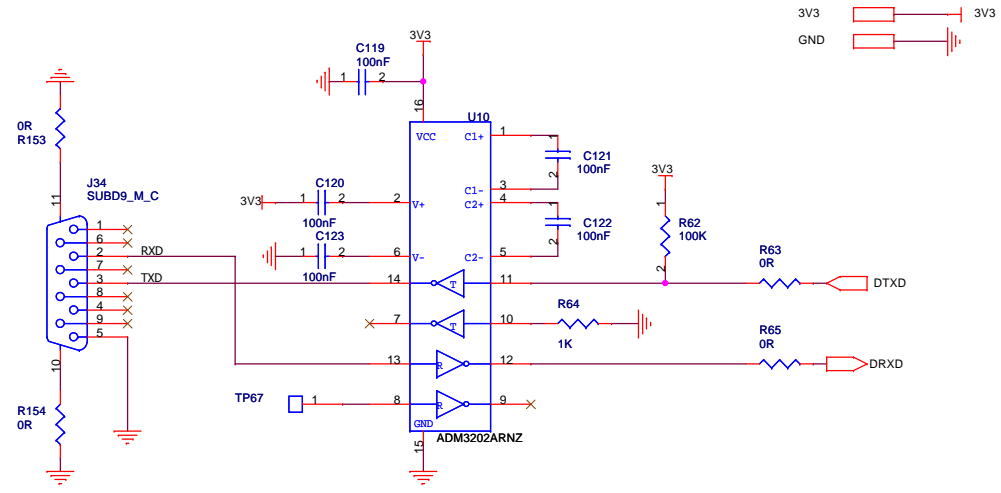 3V3 3V3
GND
3V3
C119
100nF
1 2
16
U10
VCC
0R
R153
11
J34
SUBD9_M_C
1
6
2
7
3
8
4
9
5
10
RXD
TXD
R154
0R
3V3
C120
1 2
100nF
C123
1 2
100nF
2
V+
6
V-
14
T
7
T
13
R
8
R
GND
15
ADM3202ARNZ
TP67
1
C1+
1
C1-
3
C2+
4
C2-
5
11
10
12
9
1
C121
100nF
2
1
C122
100nF
2
3V3
1
R62
100K
2
R63
0R
DTXD
R64
1K
R65
0R
DRXD